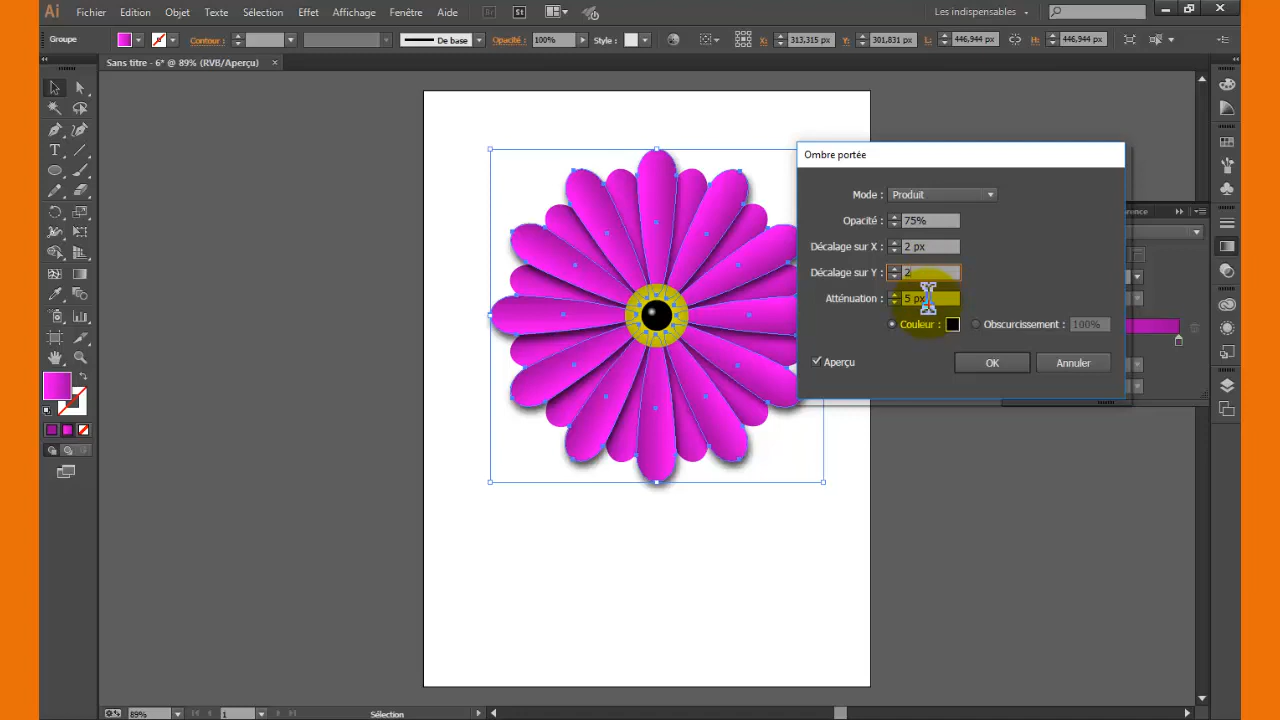 Ai Fichier Edition Objet Texte Sélection Effet Affichage Fenêtre Aide Br St Les indispensables
Groupe Contour : De base Opacité : 100% Style : X: 313,315 px Y: 301,831 px L: 446,944 px H: 446,944 px
Sans titre - 6* @ 89% (RVB/Aperçu) ×
Ombre portée
Mode : Produit
Opacité : 75%
Décalage sur X : 2 px
Décalage sur Y : 2
Atténuation : 5 px
Couleur : Obscurcissement : 100%
Aperçu OK Annuler
89% 1 Sélection